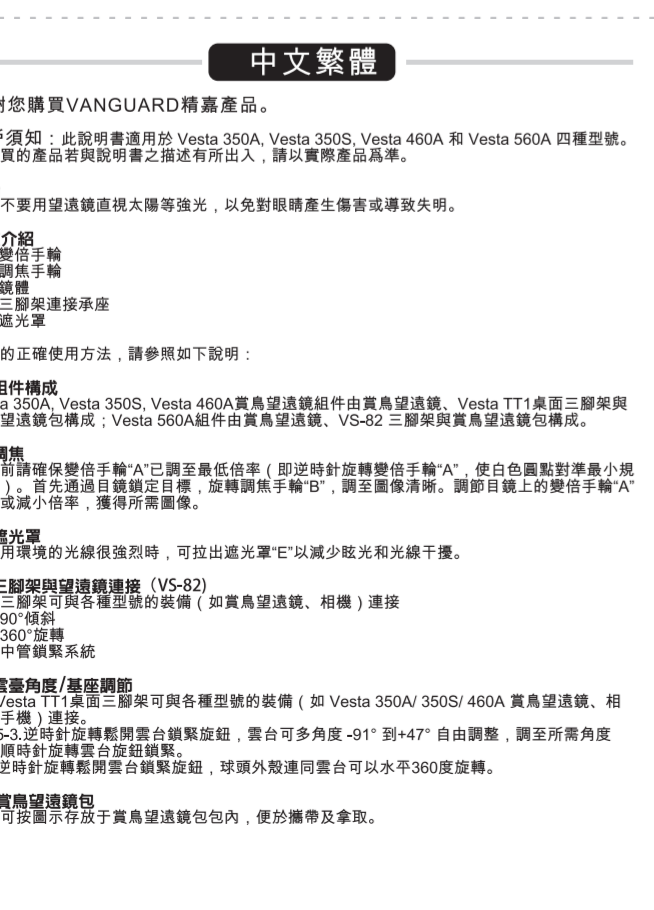 中文繁體
您購買VANGUARD精嘉產品。
須知：此說明書適用於 Vesta 350A, Vesta 350S, Vesta 460A 和 Vesta 560A 四種型號。
買的產品若與說明書之描述有所出入，請以實際產品爲準。
不要用望遠鏡直視太陽等強光，以免對眼睛產生傷害或導致失明。
介紹
變倍手輪
調焦手輪
鏡體
三腳架連接承座
遮光罩
的正確使用方法，請參照如下說明：
組件構成
a 350A, Vesta 350S, Vesta 460A賞鳥望遠鏡組件由賞鳥望遠鏡、Vesta TT1桌面三腳架與
望遠鏡包構成；Vesta 560A組件由賞鳥望遠鏡、VS-82 三腳架與賞鳥望遠鏡包構成。
調焦
前請確保變倍手輪“A”已調至最低倍率（即逆時針旋轉變倍手輪“A”，使白色圓點對準最小規
）。首先通過目鏡鎖定目標，旋轉調焦手輪“B”，調至圖像清晰。調節目鏡上的變倍手輪“A”
或減小倍率，獲得所需圖像。
遮光罩
用環境的光線很強烈時，可拉出遮光罩“E”以減少眩光和光線干擾。
三腳架與望遠鏡連接（VS-82)
三腳架可與各種型號的裝備（如賞鳥望遠鏡、相機）連接
90°傾斜
360°旋轉
中管鎖緊系統
雲臺角度/基座調節
Vesta TT1桌面三腳架可與各種型號的裝備（如 Vesta 350A/ 350S/ 460A 賞鳥望遠鏡、相
手機）連接。
5-3.逆時針旋轉鬆開雲台鎖緊旋鈕，雲台可多角度 -91° 到+47° 自由調整，調至所需角度
順時針旋轉雲台旋鈕鎖緊。
逆時針旋轉鬆開雲台鎖緊旋鈕，球頭外殼連同雲台可以水平360度旋轉。
賞鳥望遠鏡包
可按圖示存放于賞鳥望遠鏡包包內，便於攜帶及拿取。